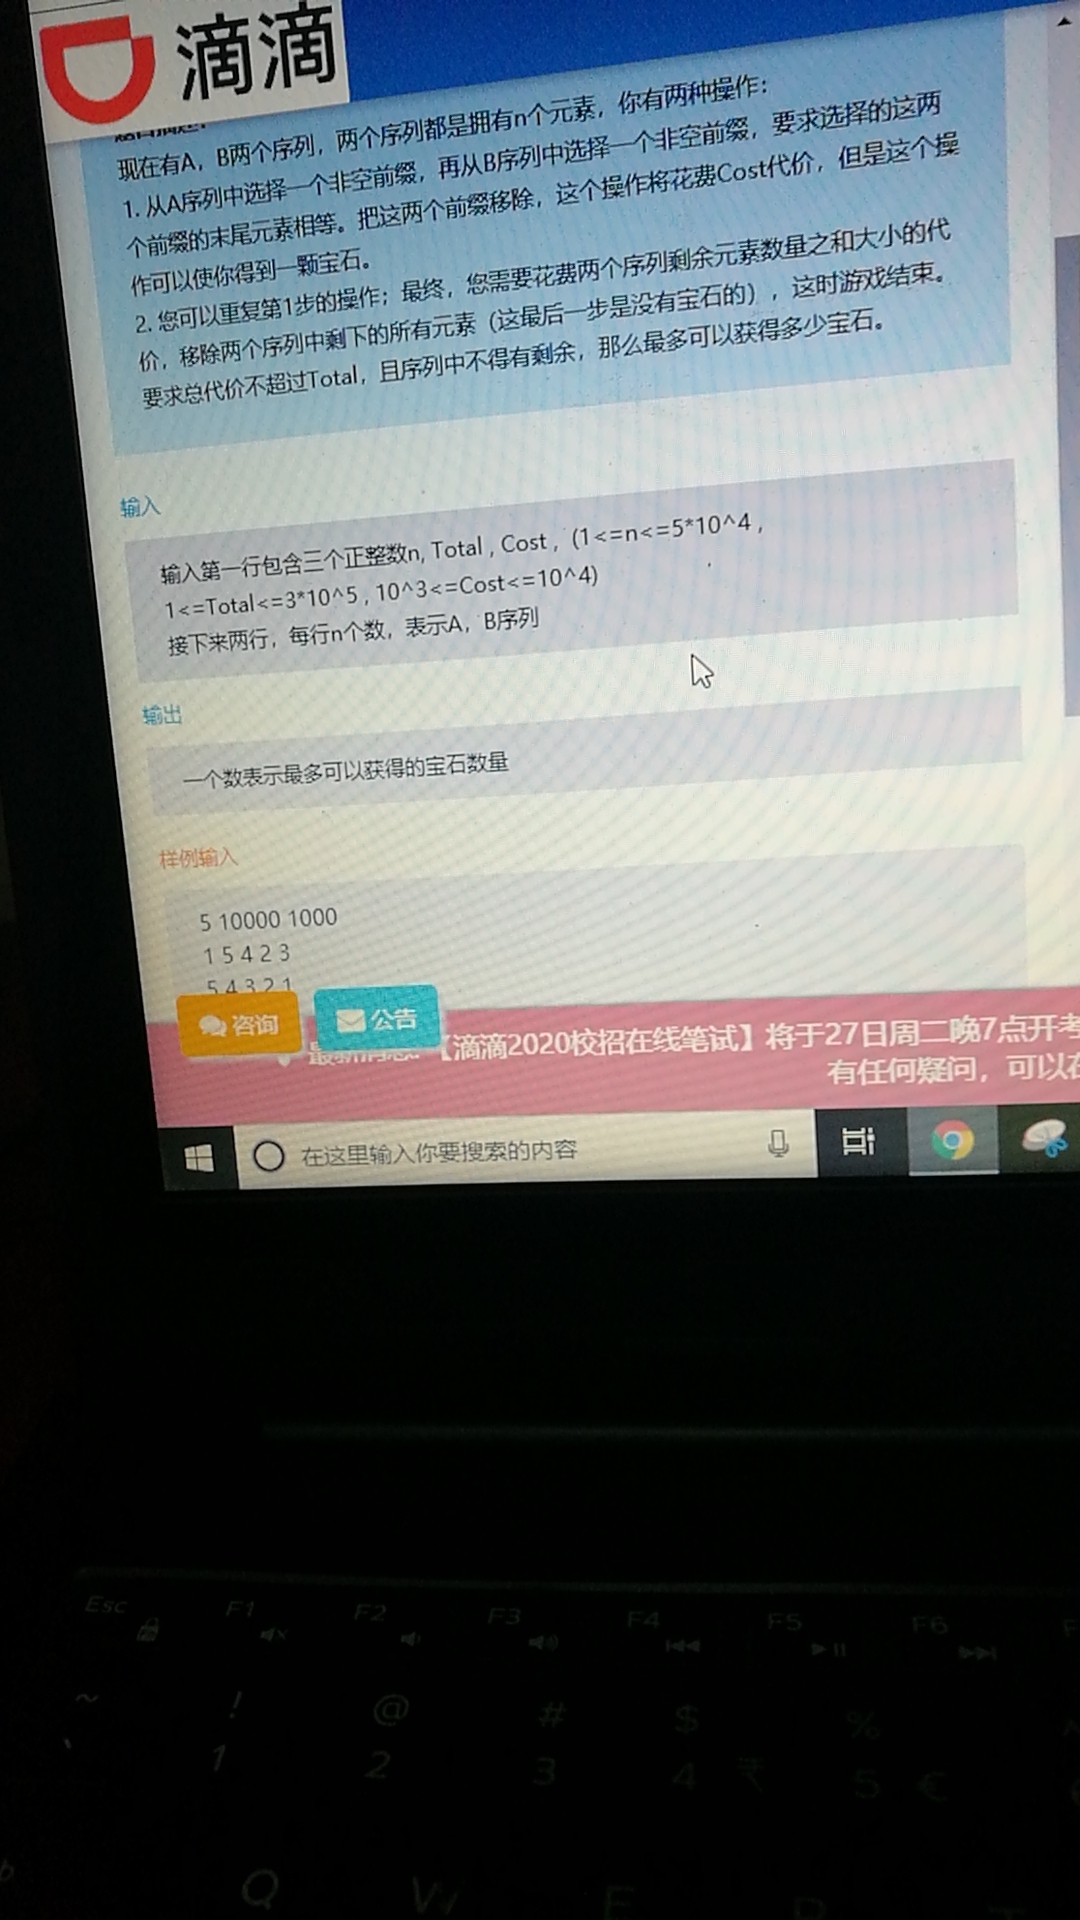 滴滴
现在有A，B两个序列，两个序列都是拥有n个元素，你有两种操作：
1. 从A序列中选择一个非空前缀，再从B序列中选择一个非空前缀，要求选择的这两
个前缀的末尾元素相等。把这两个前缀移除，这个操作将花费Cost代价，但是这个操
作可以使你得到一颗宝石。
2. 您可以重复第1步的操作；最终，您需要花费两个序列剩余元素数量之和大小的代
价，移除两个序列中剩下的所有元素（这最后一步是没有宝石的），这时游戏结束。
要求总代价不超过Total，且序列中不得有剩余，那么最多可以获得多少宝石。
输入
输入第一行包含三个正整数n, Total , Cost , (1<=n<=5*10^4 ,
1<=Total<=3*10^5 , 10^3<=Cost<=10^4)
接下来两行，每行n个数，表示A，B序列
输出
一个数表示最多可以获得的宝石数量
样例输入
5 10000 1000
1 5 4 2 3
5 4 3 2 1
咨询
公告
最新消息 【滴滴2020校招在线笔试】将于27日周二晚7点开考
有任何疑问，可以在
在这里输入你要搜索的内容
Esc F1 F2 F3 F4 F5 F6
~ ! @ # $ %
1 2 3 4 ₹ 5 €
Q W E